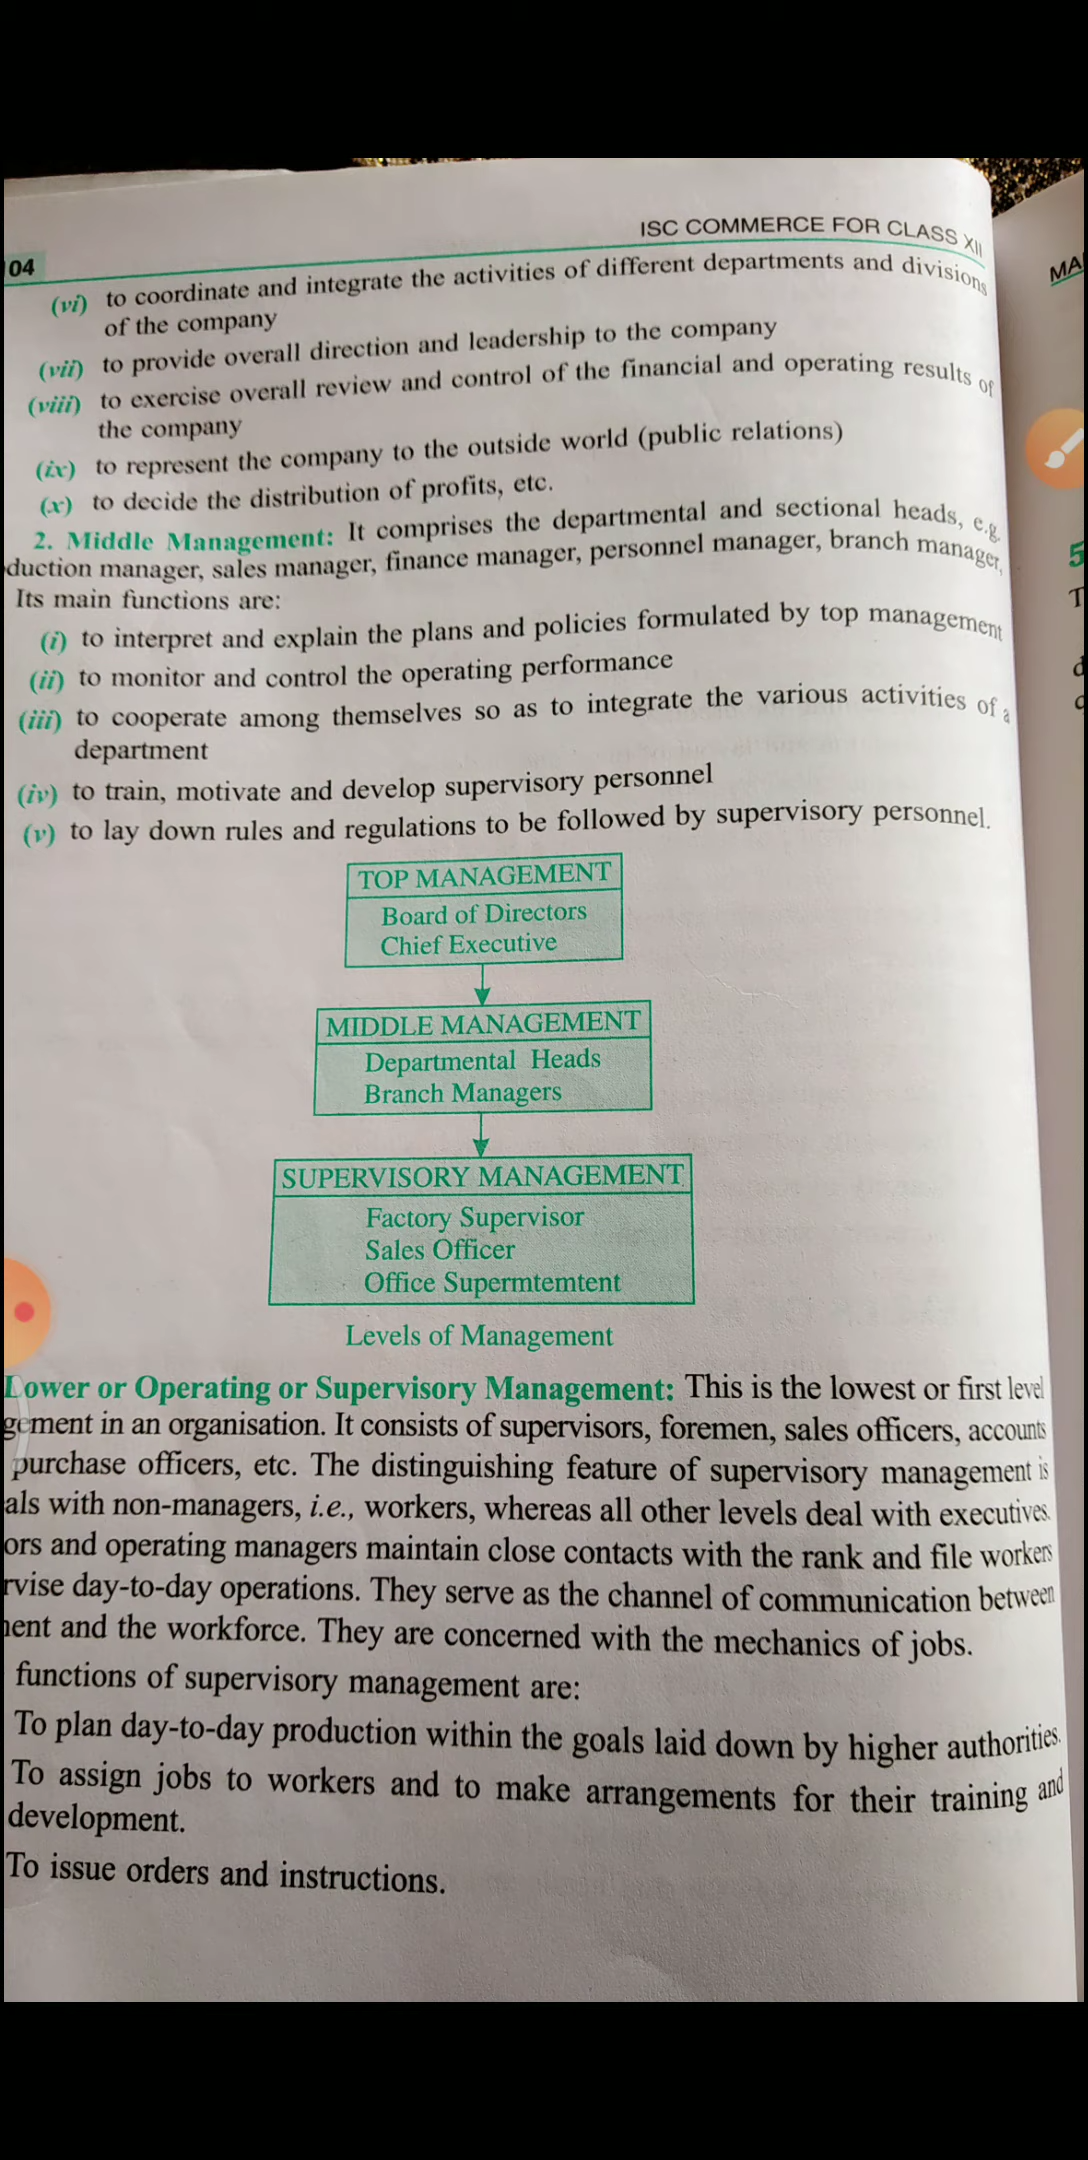 ISC COMMERCE FOR CLASS XII
04
(vi) to coordinate and integrate the activities of different departments and divisions
of the company
(vii) to provide overall direction and leadership to the company
(viii) to exercise overall review and control of the financial and operating results of
the company
(ix) to represent the company to the outside world (public relations)
(x) to decide the distribution of profits, etc.
2. Middle Management: It comprises the departmental and sectional heads, e.g.
duction manager, sales manager, finance manager, personnel manager, branch manager,
Its main functions are:
(i) to interpret and explain the plans and policies formulated by top management
(ii) to monitor and control the operating performance
(iii) to cooperate among themselves so as to integrate the various activities of a
department
(iv) to train, motivate and develop supervisory personnel
(v) to lay down rules and regulations to be followed by supervisory personnel.
TOP MANAGEMENT
Board of Directors
Chief Executive
MIDDLE MANAGEMENT
Departmental Heads
Branch Managers
SUPERVISORY MANAGEMENT
Factory Supervisor
Sales Officer
Office Supermtemtent
Levels of Management
Lower or Operating or Supervisory Management: This is the lowest or first level
gement in an organisation. It consists of supervisors, foremen, sales officers, accounts
purchase officers, etc. The distinguishing feature of supervisory management is
als with non-managers, i.e., workers, whereas all other levels deal with executives.
ors and operating managers maintain close contacts with the rank and file workers
rvise day-to-day operations. They serve as the channel of communication between
ent and the workforce. They are concerned with the mechanics of jobs.
functions of supervisory management are:
To plan day-to-day production within the goals laid down by higher authorities.
To assign jobs to workers and to make arrangements for their training and
development.
To issue orders and instructions.
MA
5
T